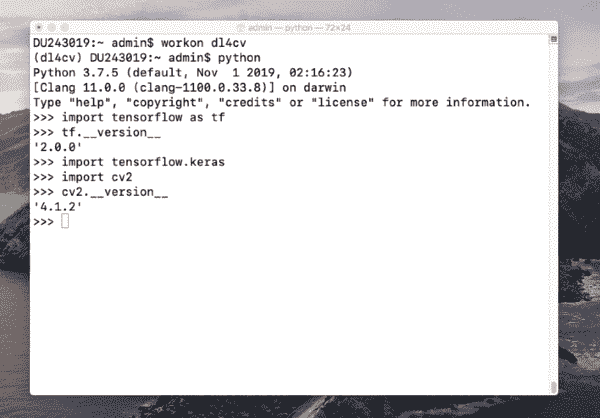 admin — python — 72×24
DU243019:~ admin$ workon dl4cv
(dl4cv) DU243019:~ admin$ python
Python 3.7.5 (default, Nov  1 2019, 02:16:23)
[Clang 11.0.0 (clang-1100.0.33.8)] on darwin
Type "help", "copyright", "credits" or "license" for more information.
>>> import tensorflow as tf
>>> tf.__version__
'2.0.0'
>>> import tensorflow.keras
>>> import cv2
>>> cv2.__version__
'4.1.2'
>>>